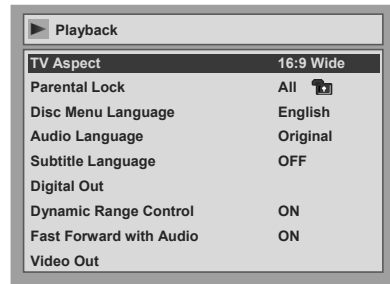 Playback
TV Aspect 16:9 Wide
Parental Lock All
Disc Menu Language English
Audio Language Original
Subtitle Language OFF
Digital Out
Dynamic Range Control ON
Fast Forward with Audio ON
Video Out